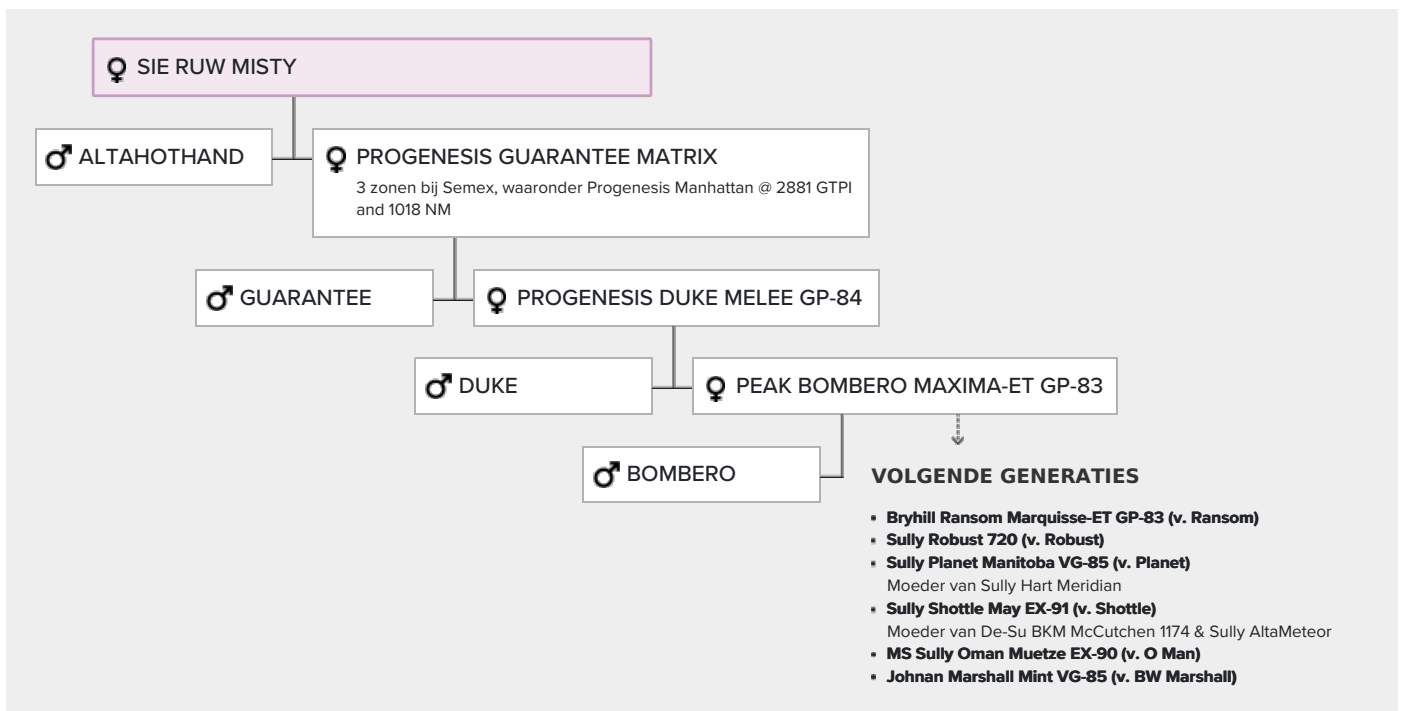 SIE RUW MISTY
ALTAHOTHAND
PROGENESIS GUARANTEE MATRIX
3 zonen bij Semex, waaronder Progenesis Manhattan @ 2881 GTPI
and 1018 NM
GUARANTEE
PROGENESIS DUKE MELEE GP-84
DUKE
PEAK BOMBERO MAXIMA-ET GP-83
BOMBERO
VOLGENDE GENERATIES
• Bryhill Ransom Marquisse-ET GP-83 (v. Ransom)
• Sully Robust 720 (v. Robust)
• Sully Planet Manitoba VG-85 (v. Planet)
Moeder van Sully Hart Meridian
• Sully Shottle May EX-91 (v. Shottle)
Moeder van De-Su BKM McCutchen 1174 & Sully AltaMeteor
• MS Sully Oman Muetze EX-90 (v. O Man)
• Johnan Marshall Mint VG-85 (v. BW Marshall)